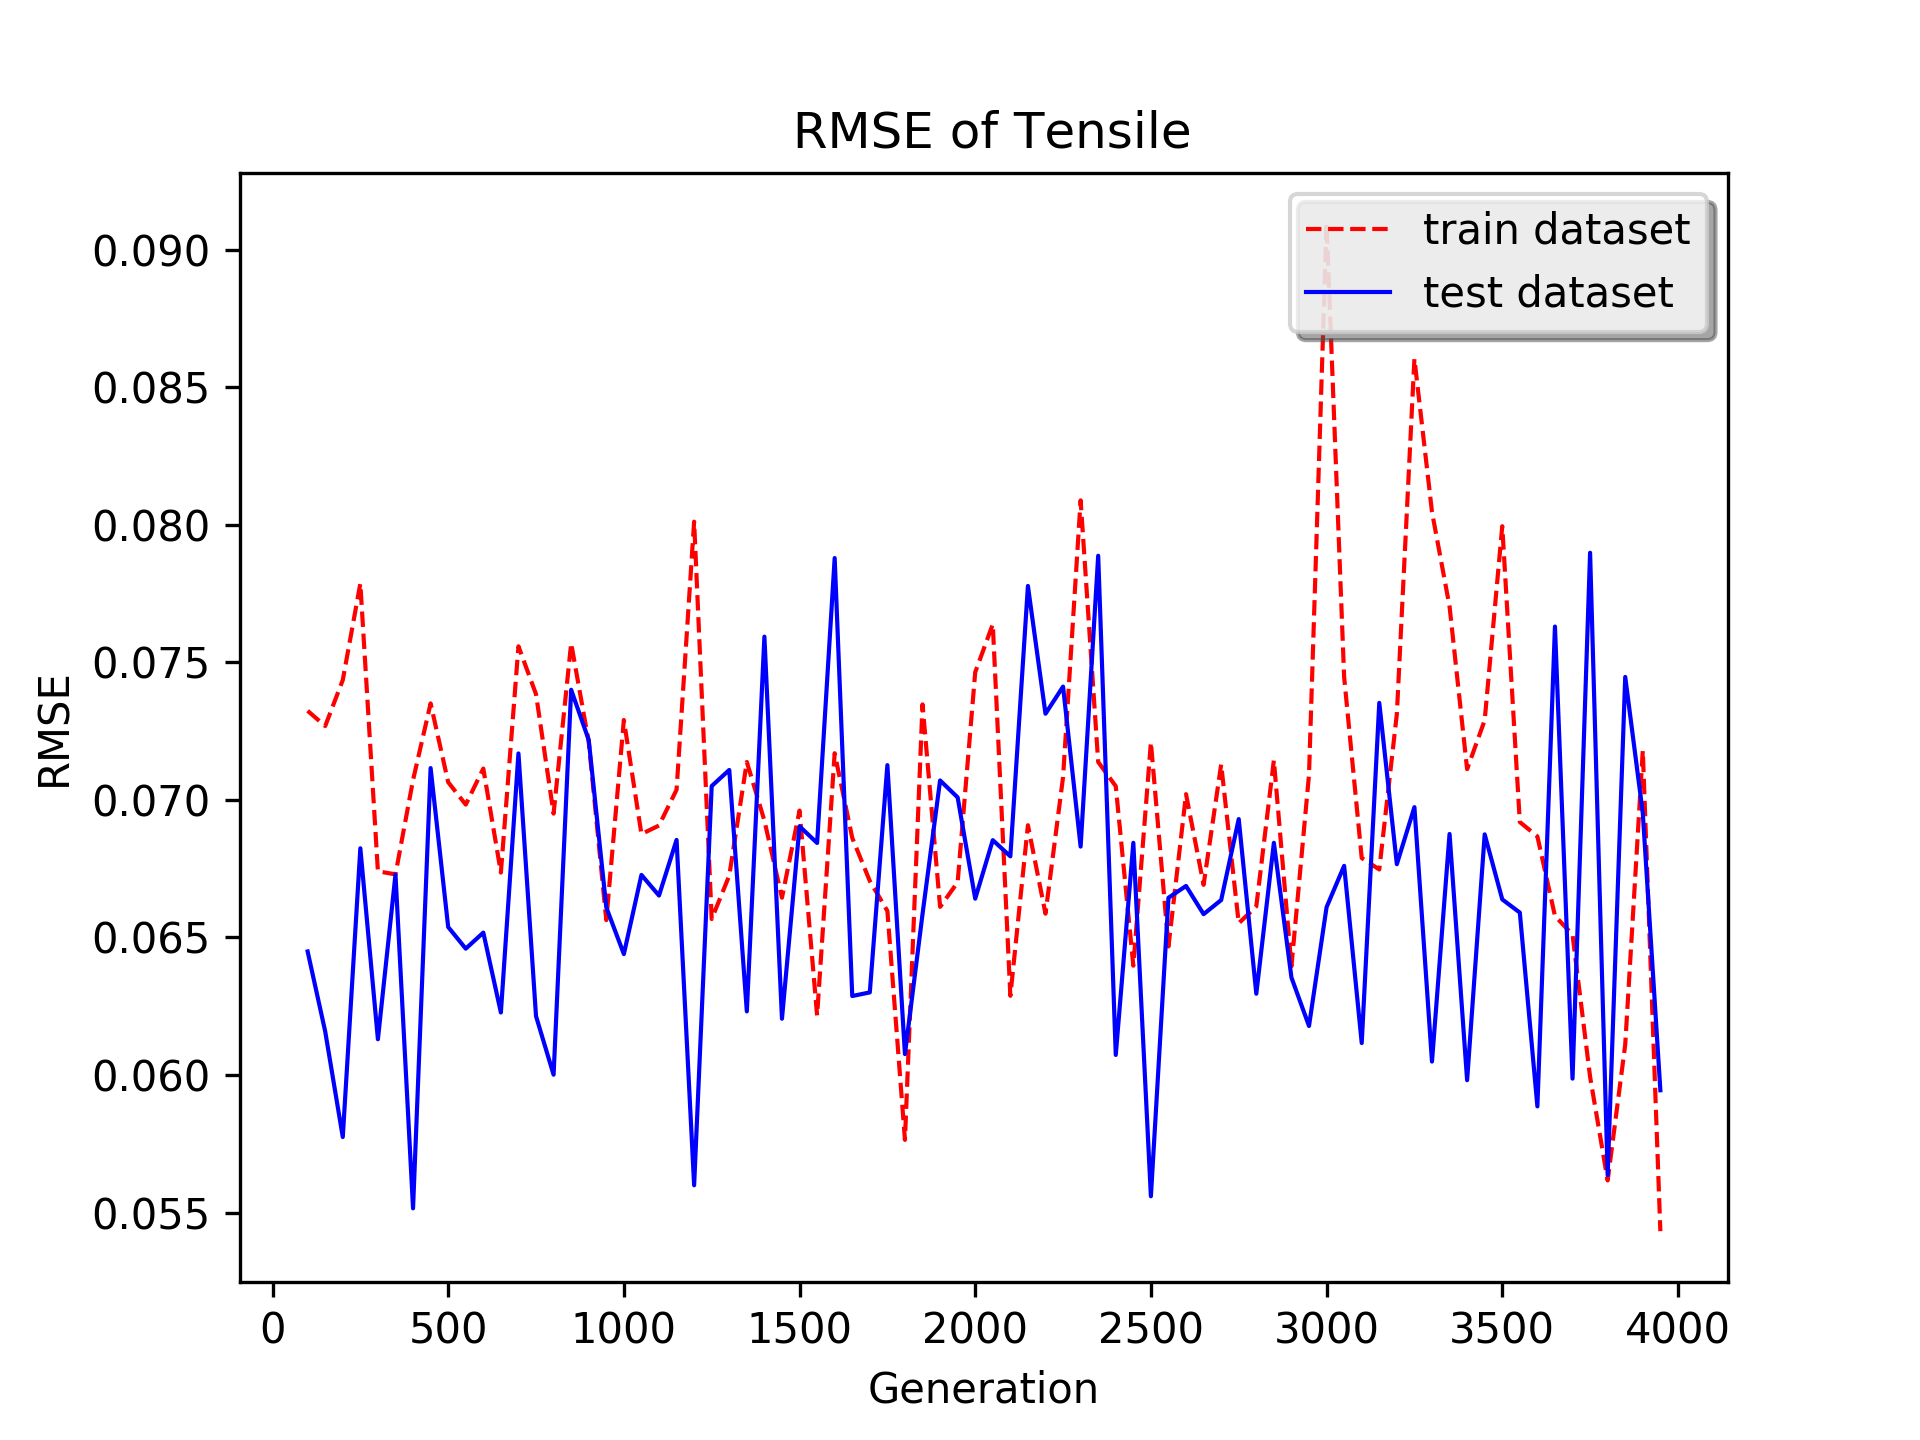 RMSE of Tensile
train dataset
test dataset
RMSE
0.090
0.085
0.080
0.075
0.070
0.065
0.060
0.055
0 500 1000 1500 2000 2500 3000 3500 4000
Generation